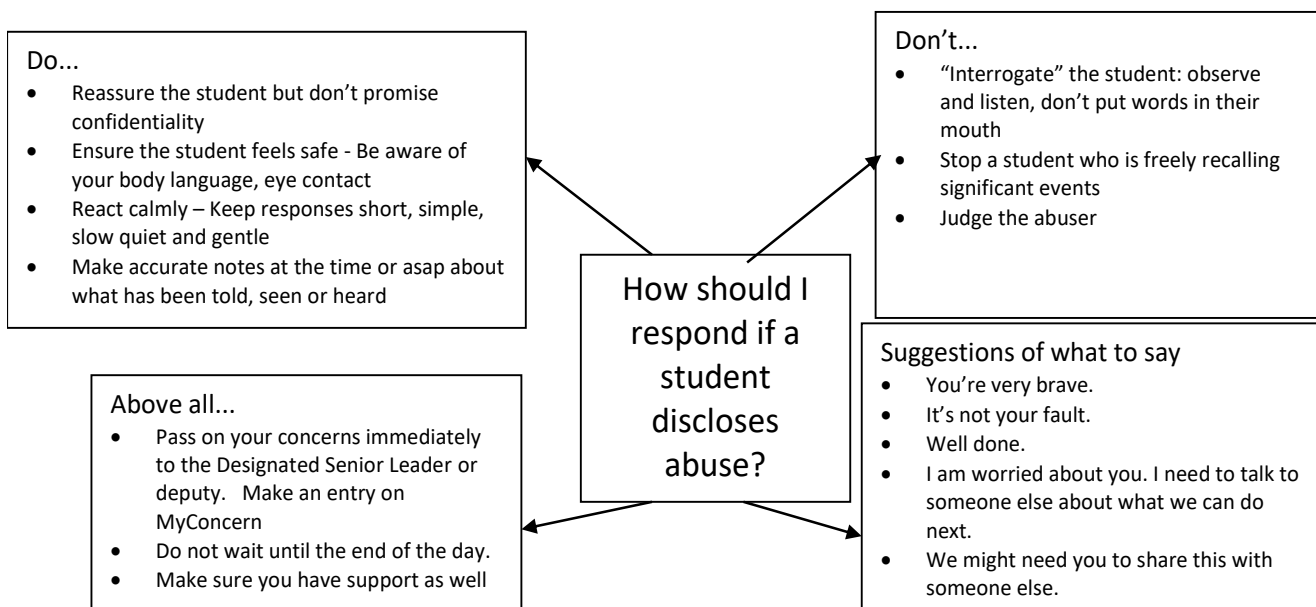 Do...
• Reassure the student but don’t promise
confidentiality
• Ensure the student feels safe - Be aware of
your body language, eye contact
• React calmly – Keep responses short, simple,
slow quiet and gentle
• Make accurate notes at the time or asap about
what has been told, seen or heard
Don’t...
• “Interrogate” the student: observe
and listen, don’t put words in their
mouth
• Stop a student who is freely recalling
significant events
• Judge the abuser
How should I
respond if a
student
discloses
abuse?
Above all...
• Pass on your concerns immediately
to the Designated Senior Leader or
deputy. Make an entry on
MyConcern
• Do not wait until the end of the day.
• Make sure you have support as well
Suggestions of what to say
• You’re very brave.
• It’s not your fault.
• Well done.
• I am worried about you. I need to talk to
someone else about what we can do
next.
• We might need you to share this with
someone else.